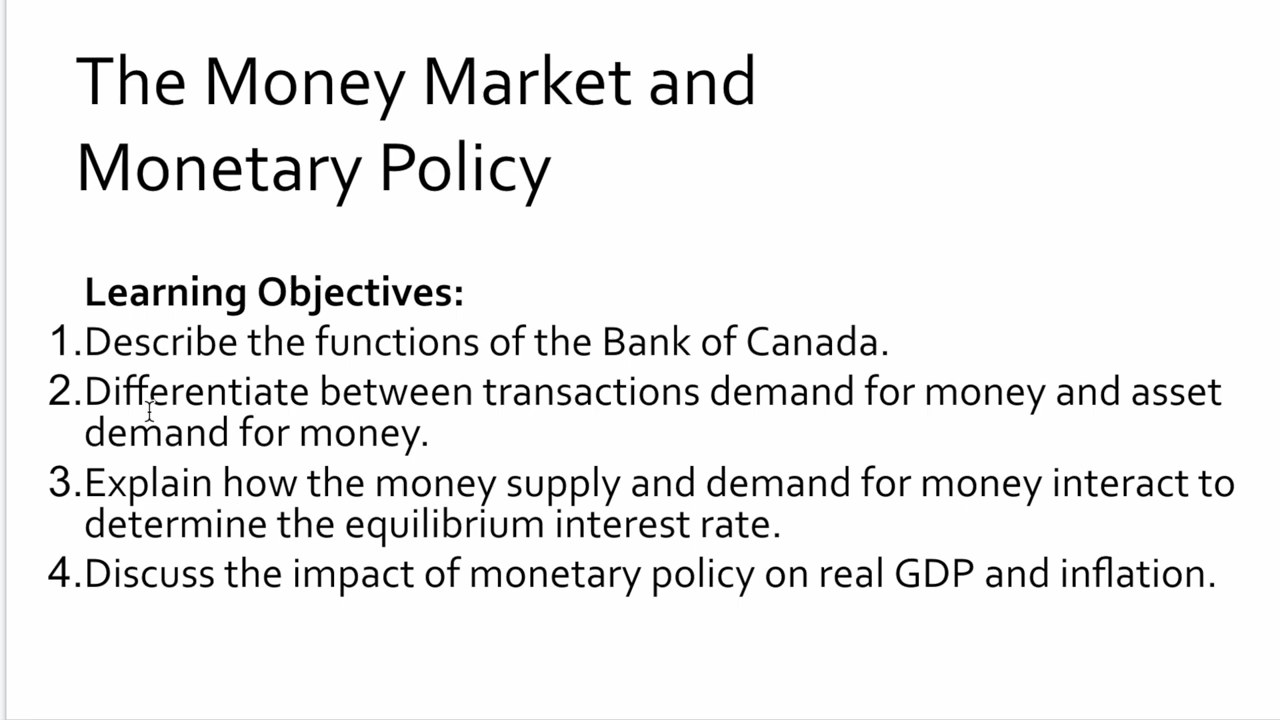 The Money Market and
Monetary Policy
Learning Objectives:
1.Describe the functions of the Bank of Canada.
2.Differentiate between transactions demand for money and asset
demand for money.
3.Explain how the money supply and demand for money interact to
determine the equilibrium interest rate.
4.Discuss the impact of monetary policy on real GDP and inflation.